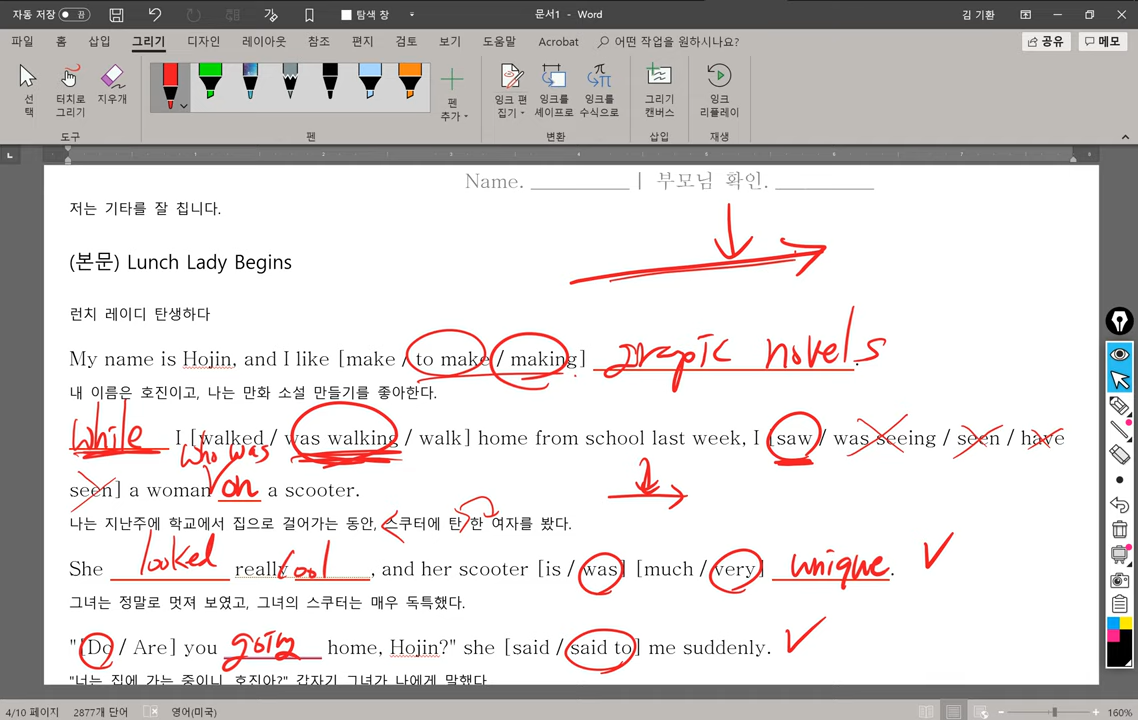 자동 저장 끔 탐색 창 문서1 - Word 김 기환
파일 홈 삽입 그리기 디자인 레이아웃 참조 편지 검토 보기 도움말 Acrobat 어떤 작업을 원하시나요? 공유 메모
선택 터치로 그리기 지우개 펜 추가 잉크 편집기 잉크를 셰이프로 잉크를 수식으로 그리기 캔버스 잉크 리플레이
도구 펜 변환 삽입 재생
Name. __________ | 부모님 확인. __________
저는 기타를 잘 칩니다.
(본문) Lunch Lady Begins
런치 레이디 탄생하다
My name is Hojin, and I like [make / to make / making] novels.
내 이름은 호진이고, 나는 만화 소설 만들기를 좋아한다.
who was
while I [walked / was walking / walk] home from school last week, I [saw / was seeing / seen / have
seen] a woman on a scooter.
나는 지난주에 학교에서 집으로 걸어가는 동안, 스쿠터에 탄 한 여자를 봤다.
She looked really cool, and her scooter [is / was] [much / very] unique.
그녀는 정말로 멋져 보였고, 그녀의 스쿠터는 매우 독특했다.
"[Do / Are] you going home, Hojin?" she [said / said to] me suddenly.
"너는 집에 가는 중이니, 호진아?" 갑자기 그녀가 나에게 말했다
4/10 페이지 2877개 단어 영어(미국) 160%